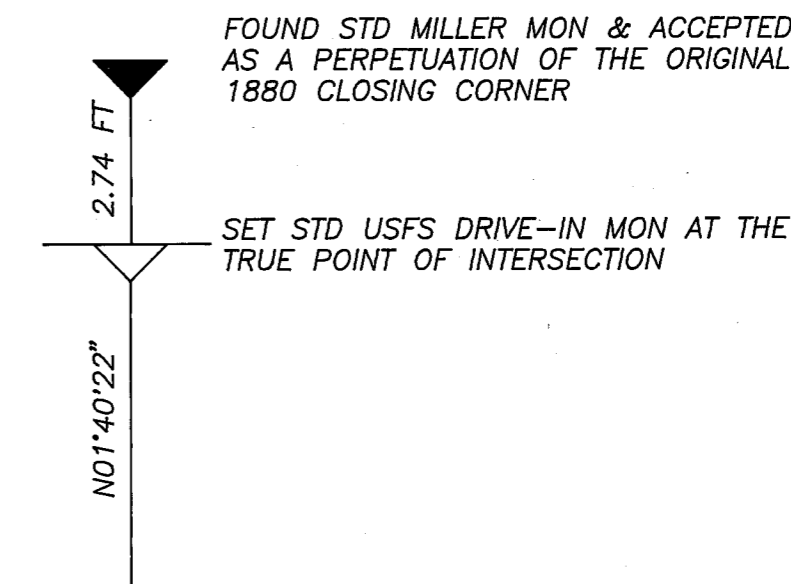 FOUND STD MILLER MON & ACCEPTED
AS A PERPETUATION OF THE ORIGINAL
1880 CLOSING CORNER
2.74 FT
SET STD USFS DRIVE-IN MON AT THE
TRUE POINT OF INTERSECTION
N01°40'22"